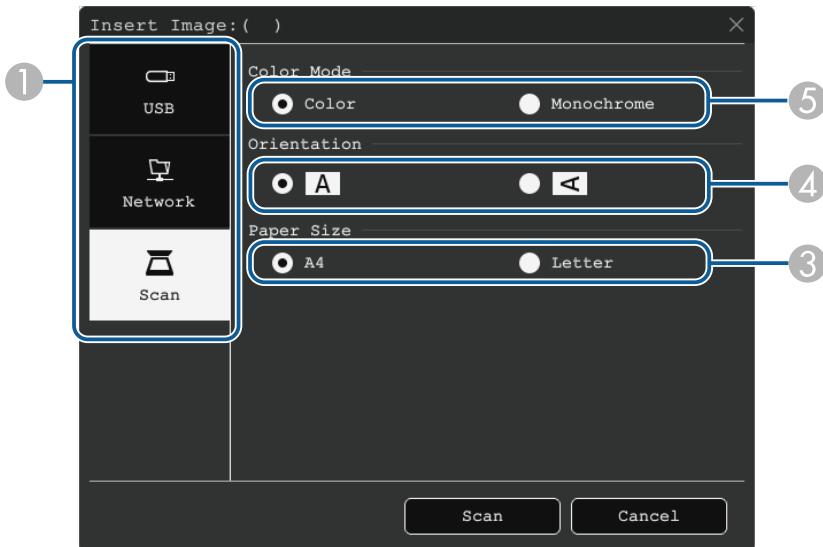 Insert Image:( )
1
USB
Network
Scan
Color Mode
Color Monochrome
5
Orientation
A A
4
Paper Size
A4 Letter
3
Scan Cancel